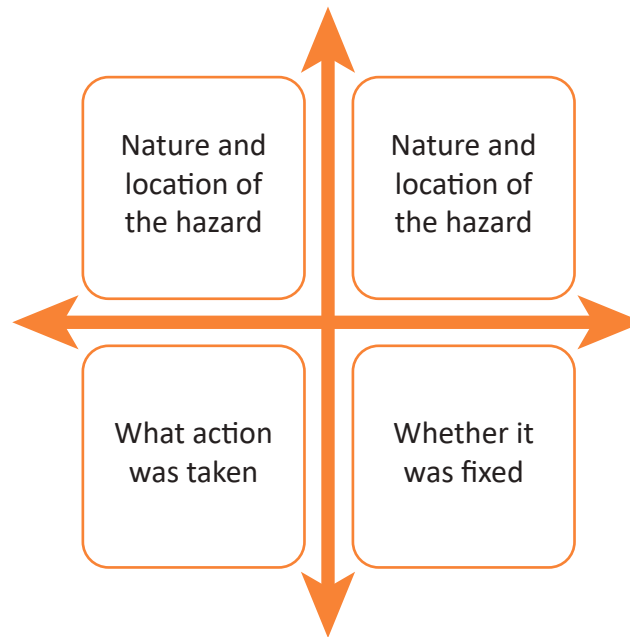 Nature and
location of
the hazard
Nature and
location of
the hazard
What action
was taken
Whether it
was fixed